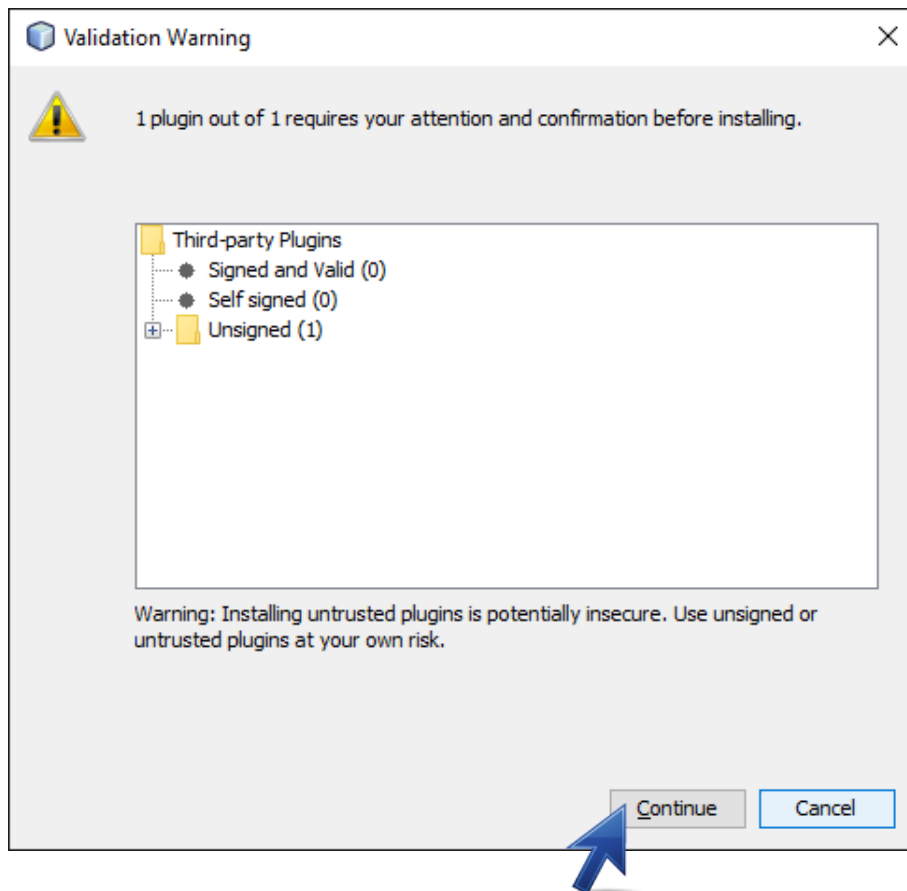 Validation Warning
1 plugin out of 1 requires your attention and confirmation before installing.
Third-party Plugins
Signed and Valid (0)
Self signed (0)
Unsigned (1)
Warning: Installing untrusted plugins is potentially insecure. Use unsigned or
untrusted plugins at your own risk.
Continue Cancel